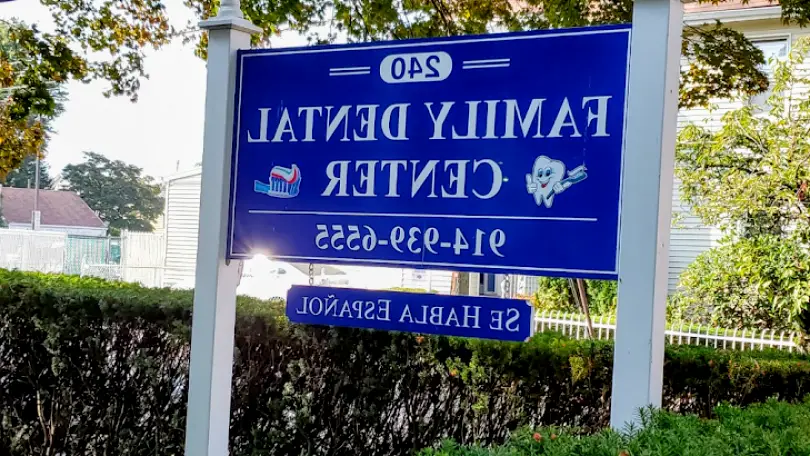 240
FAMILY DENTAL
CENTER
914-939-6555
SE HABLA ESPAÑOL